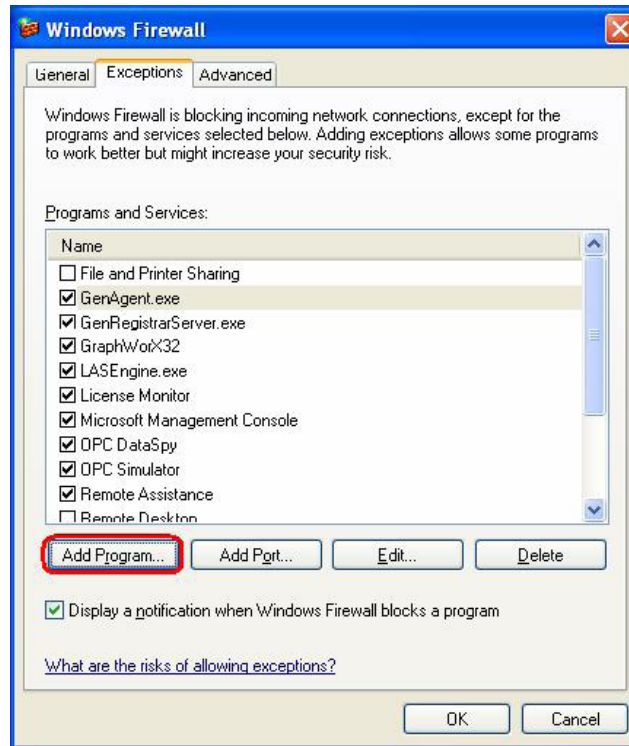 Windows Firewall
General Exceptions Advanced
Windows Firewall is blocking incoming network connections, except for the
programs and services selected below. Adding exceptions allows some programs
to work better but might increase your security risk.
Programs and Services:
Name
File and Printer Sharing
GenAgent.exe
GenRegistrarServer.exe
GraphWorX32
LASEngine.exe
License Monitor
Microsoft Management Console
OPC DataSpy
OPC Simulator
Remote Assistance
Remote Desktop
Add Program... Add Port... Edit... Delete
Display a notification when Windows Firewall blocks a program
What are the risks of allowing exceptions?
OK Cancel